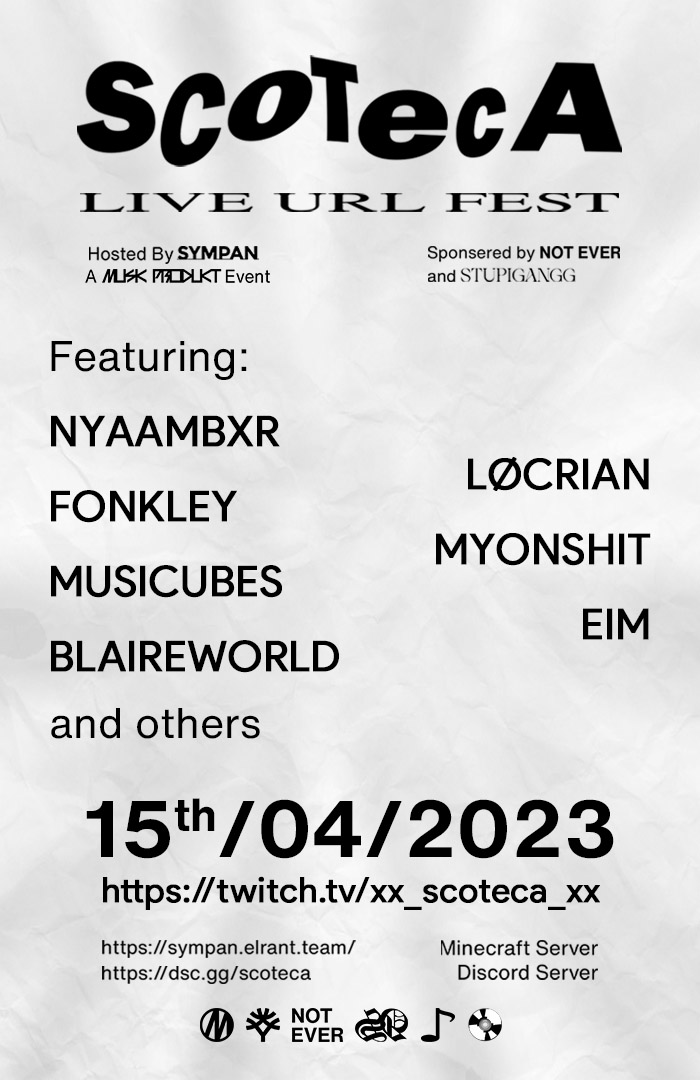 SCOTECA
LIVE URL FEST
Hosted By SYMPAN
A MUSIK PRODUKT Event
Sponsered by NOT EVER
and STUPIGANGG
Featuring:
NYAAMBXR
FONKLEY
MUSICUBES
BLAIREWORLD
and others
LØCRIAN
MYONSHIT
EIM
15th/04/2023
https://twitch.tv/xx_scoteca_xx
https://sympan.elrant.team/
https://dsc.gg/scoteca
Minecraft Server
Discord Server
NOT
EVER